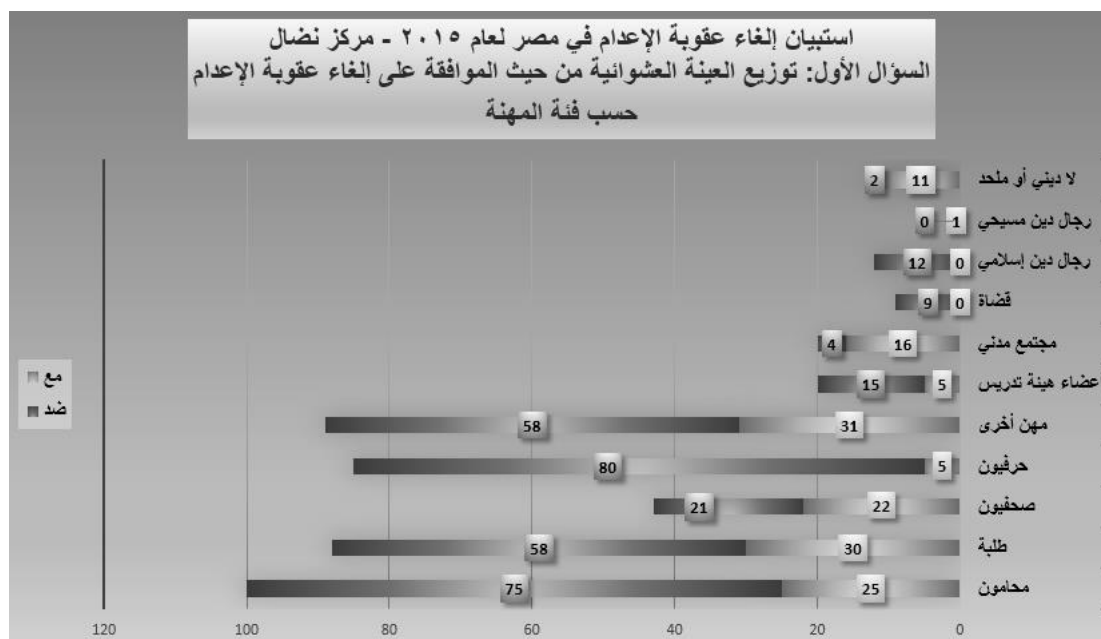 استبيان إلغاء عقوبة الإعدام في مصر لعام ٢٠١٥ - مركز نضال
السؤال الأول: توزيع العينة العشوائية من حيث الموافقة على إلغاء عقوبة الإعدام
حسب فئة المهنة
لا ديني أو ملحد 11 2
رجال دين مسيحي 1 0
رجال دين إسلامي 0 12
قضاة 0 9
مجتمع مدني 16 4
عضاء هيئة تدريس 5 15
مهن أخرى 31 58
حرفيون 5 80
صحفيون 22 21
طلبة 30 58
محامون 25 75
مع
ضد
0 20 40 60 80 100 120